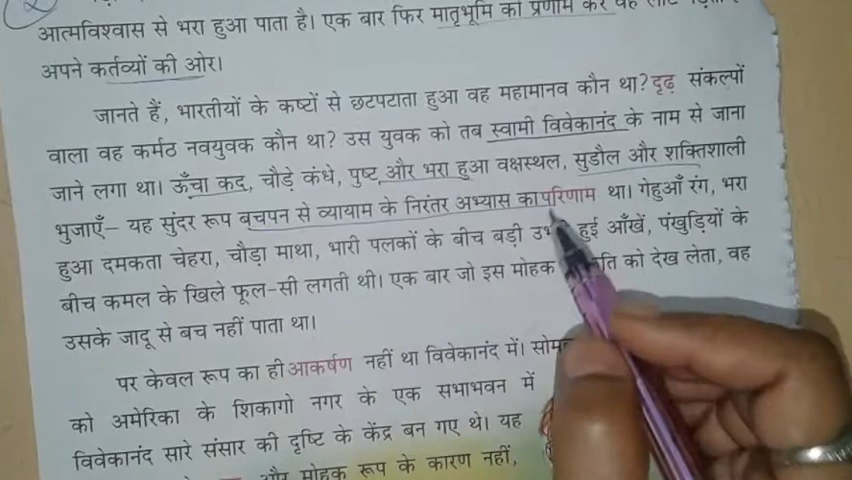 आत्मविश्वास से भरा हुआ पाता है। एक बार फिर मातृभूमि को प्रणाम कर वह
अपने कर्तव्यों की ओर।
जानते हैं, भारतीयों के कष्टों से छटपटाता हुआ वह महामानव कौन था? दृढ़ संकल्पों
वाला वह कर्मठ नवयुवक कौन था? उस युवक को तब स्वामी विवेकानंद के नाम से जाना
जाने लगा था। ऊँचा कद, चौड़े कंधे, पुष्ट और भरा हुआ वक्षस्थल, सुडौल और शक्तिशाली
भुजाएँ– यह सुंदर रूप बचपन से व्यायाम के निरंतर अभ्यास का परिणाम था। गेहुआँ रंग, भरा
हुआ दमकता चेहरा, चौड़ा माथा, भारी पलकों के बीच बड़ी हुई आँखें, पंखुड़ियों के
बीच कमल के खिले फूल-सी लगती थी। एक बार जो इस मोहक को देख लेता, वह
उसके जादू से बच नहीं पाता था।
पर केवल रूप का ही आकर्षण नहीं था विवेकानंद में।
को अमेरिका के शिकागो नगर के एक सभाभवन में
विवेकानंद सारे संसार की दृष्टि के केंद्र बन गए थे। यह
और मोहक रूप के कारण नहीं,